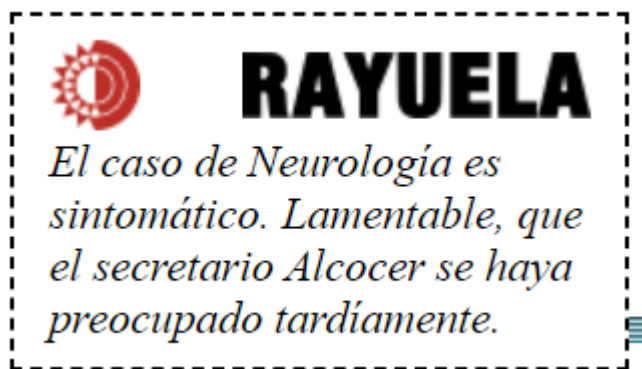 RAYUELA
El caso de Neurología es
sintomático. Lamentable, que
el secretario Alcocer se haya
preocupado tardíamente.